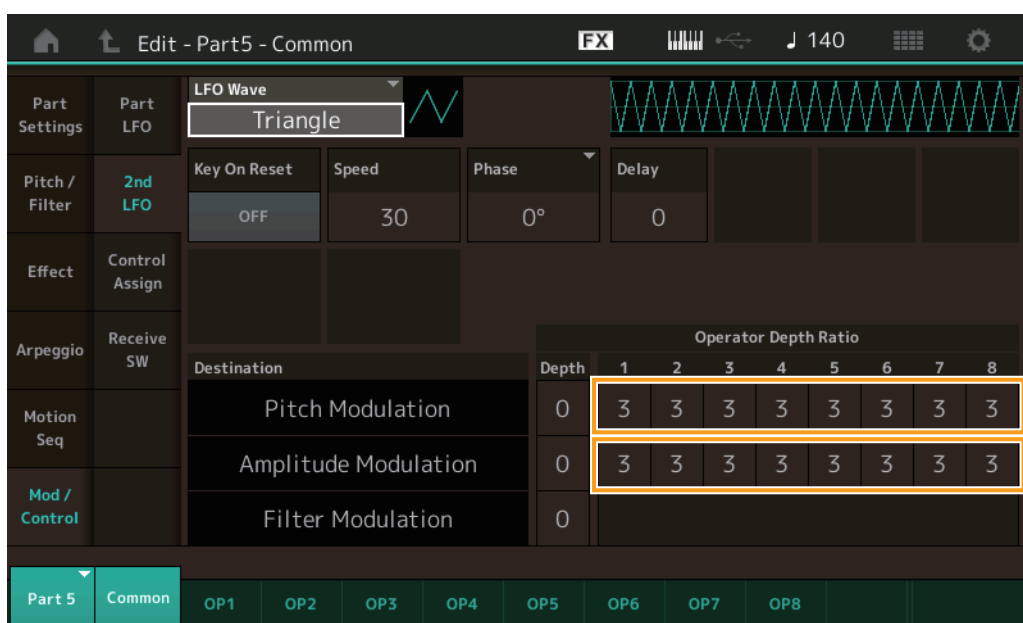 Edit - Part5 - Common FX ♩ 140
Part Settings
Part LFO
LFO Wave
Triangle
Pitch / Filter
2nd LFO
Key On Reset Speed Phase Delay
OFF 30 0° 0
Effect
Control Assign
Arpeggio
Receive SW
Operator Depth Ratio
Destination Depth 1 2 3 4 5 6 7 8
Motion Seq
Pitch Modulation 0 3 3 3 3 3 3 3 3
Amplitude Modulation 0 3 3 3 3 3 3 3 3
Mod / Control
Filter Modulation 0
Part 5 Common OP1 OP2 OP3 OP4 OP5 OP6 OP7 OP8